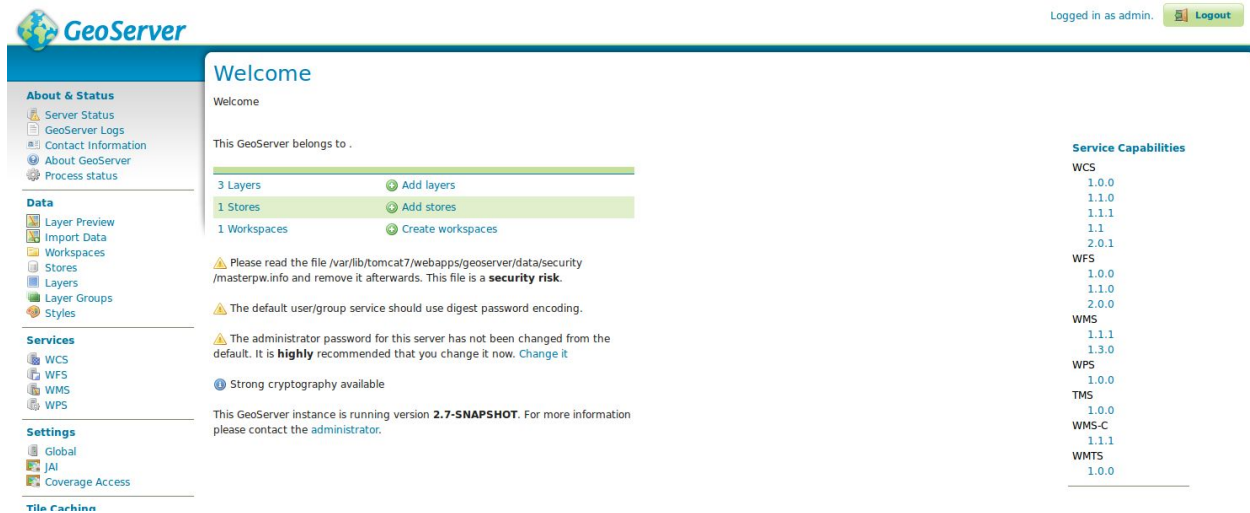 GeoServer
Logged in as admin.
Logout
About & Status
Server Status
GeoServer Logs
Contact Information
About GeoServer
Process status
Data
Layer Preview
Import Data
Workspaces
Stores
Layers
Layer Groups
Styles
Services
WCS
WFS
WMS
WPS
Settings
Global
JAI
Coverage Access
Tile Caching
Welcome
Welcome
This GeoServer belongs to .
3 Layers Add layers
1 Stores Add stores
1 Workspaces Create workspaces
Please read the file /var/lib/tomcat7/webapps/geoserver/data/security
/masterpw.info and remove it afterwards. This file is a security risk.
The default user/group service should use digest password encoding.
The administrator password for this server has not been changed from the
default. It is highly recommended that you change it now. Change it
Strong cryptography available
This GeoServer instance is running version 2.7-SNAPSHOT. For more information
please contact the administrator.
Service Capabilities
WCS
1.0.0
1.1.0
1.1.1
1.1
2.0.1
WFS
1.0.0
1.1.0
2.0.0
WMS
1.1.1
1.3.0
WPS
1.0.0
TMS
1.0.0
WMS-C
1.1.1
WMTS
1.0.0